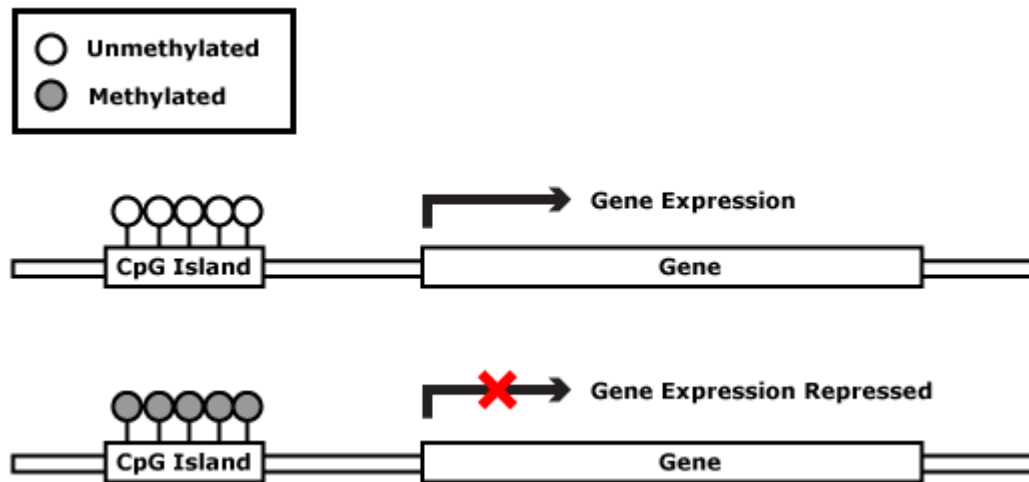 Unmethylated
Methylated
Gene Expression
CpG Island
Gene
Gene Expression Repressed
CpG Island
Gene